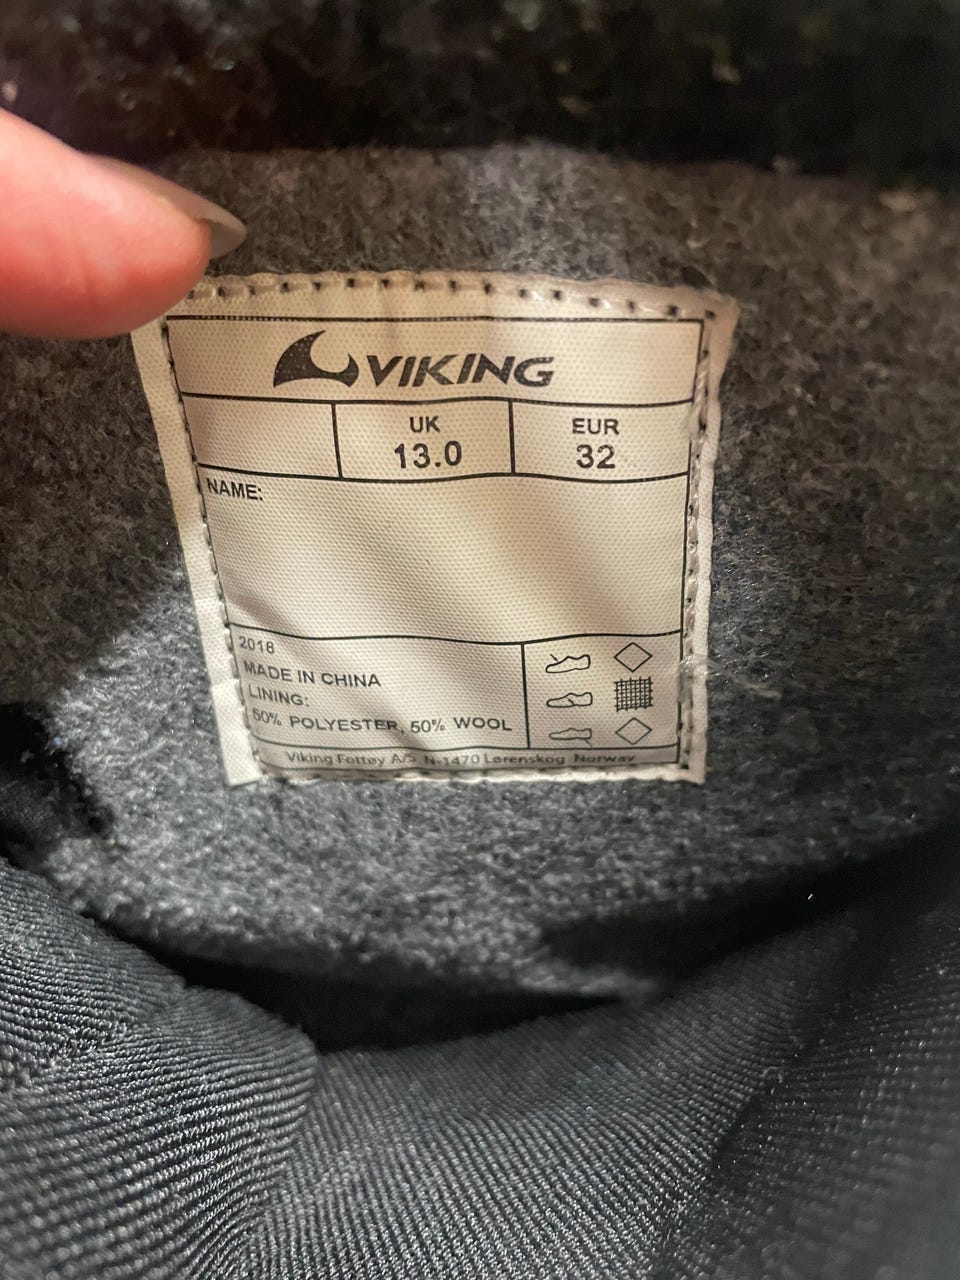 VIKING
UK
13.0
EUR
32
NAME:
2018
MADE IN CHINA
LINING:
50% POLYESTER, 50% WOOL
Viking Fottøy A/S N-1470 Lørenskog Norway